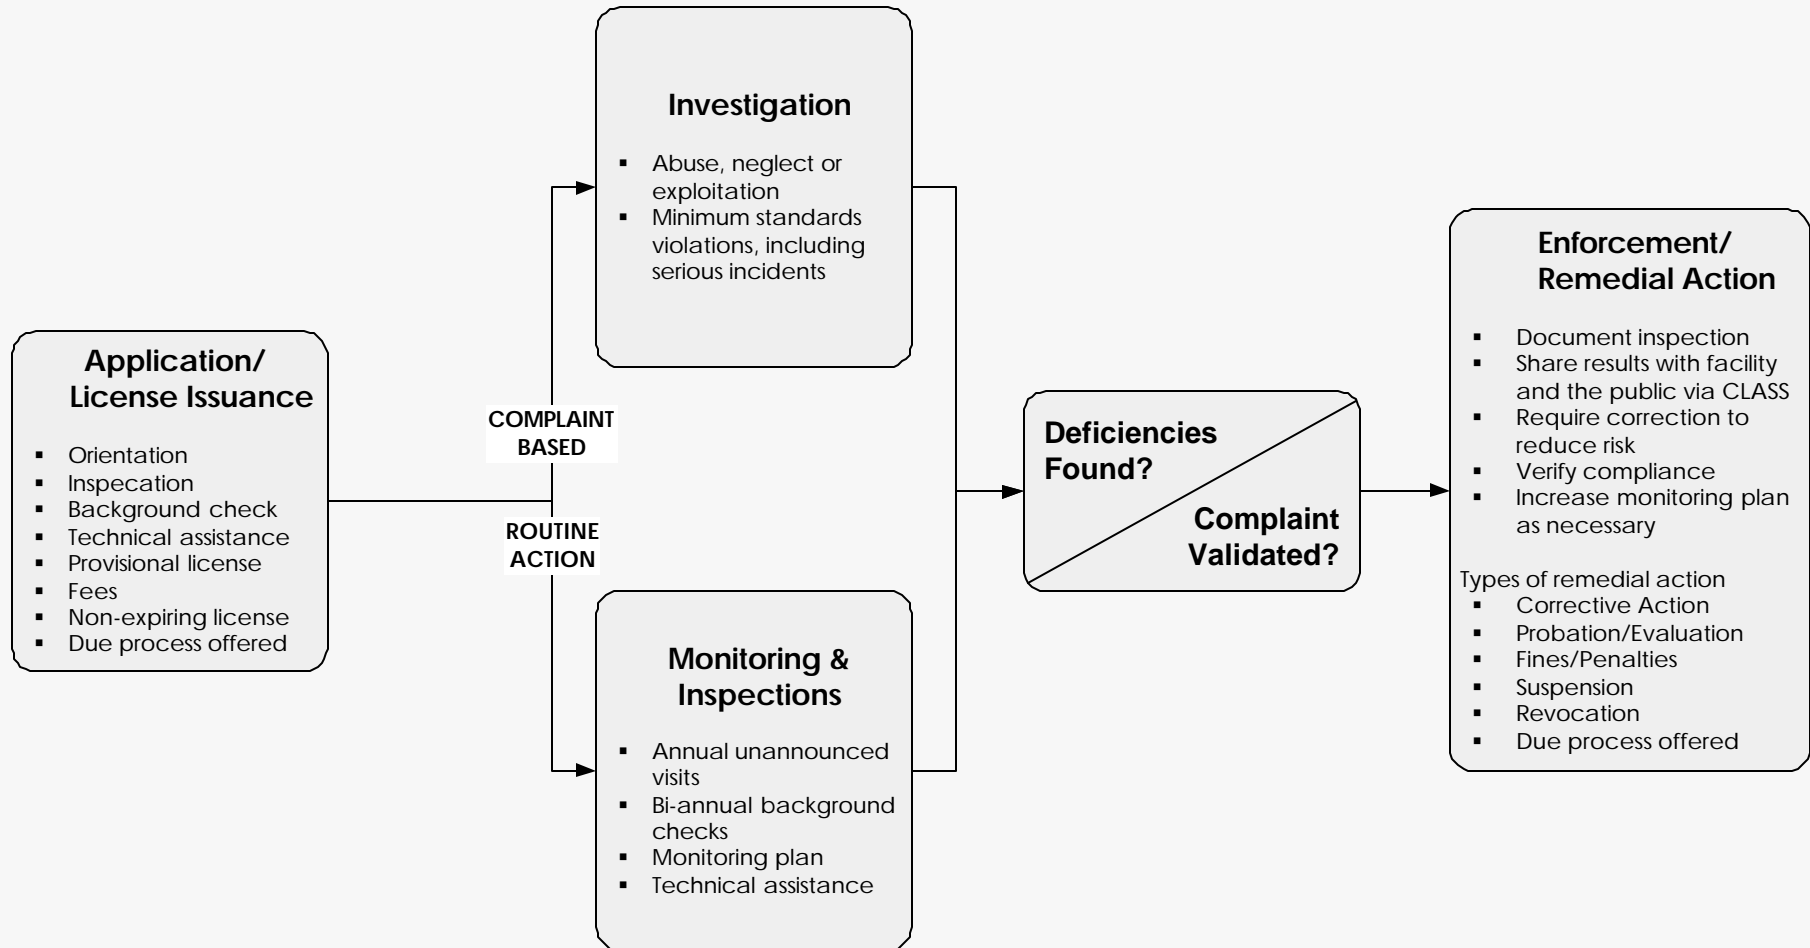 Application/
License Issuance
▪ Orientation
▪ Inspecation
▪ Background check
▪ Technical assistance
▪ Provisional license
▪ Fees
▪ Non-expiring license
▪ Due process offered
COMPLAINT
BASED
ROUTINE
ACTION
Investigation
▪ Abuse, neglect or
exploitation
▪ Minimum standards
violations, including
serious incidents
Monitoring &
Inspections
▪ Annual unannounced
visits
▪ Bi-annual background
checks
▪ Monitoring plan
▪ Technical assistance
Deficiencies
Found?
Complaint
Validated?
Enforcement/
Remedial Action
▪ Document inspection
▪ Share results with facility
and the public via CLASS
▪ Require correction to
reduce risk
▪ Verify compliance
▪ Increase monitoring plan
as necessary
Types of remedial action
▪ Corrective Action
▪ Probation/Evaluation
▪ Fines/Penalties
▪ Suspension
▪ Revocation
▪ Due process offered